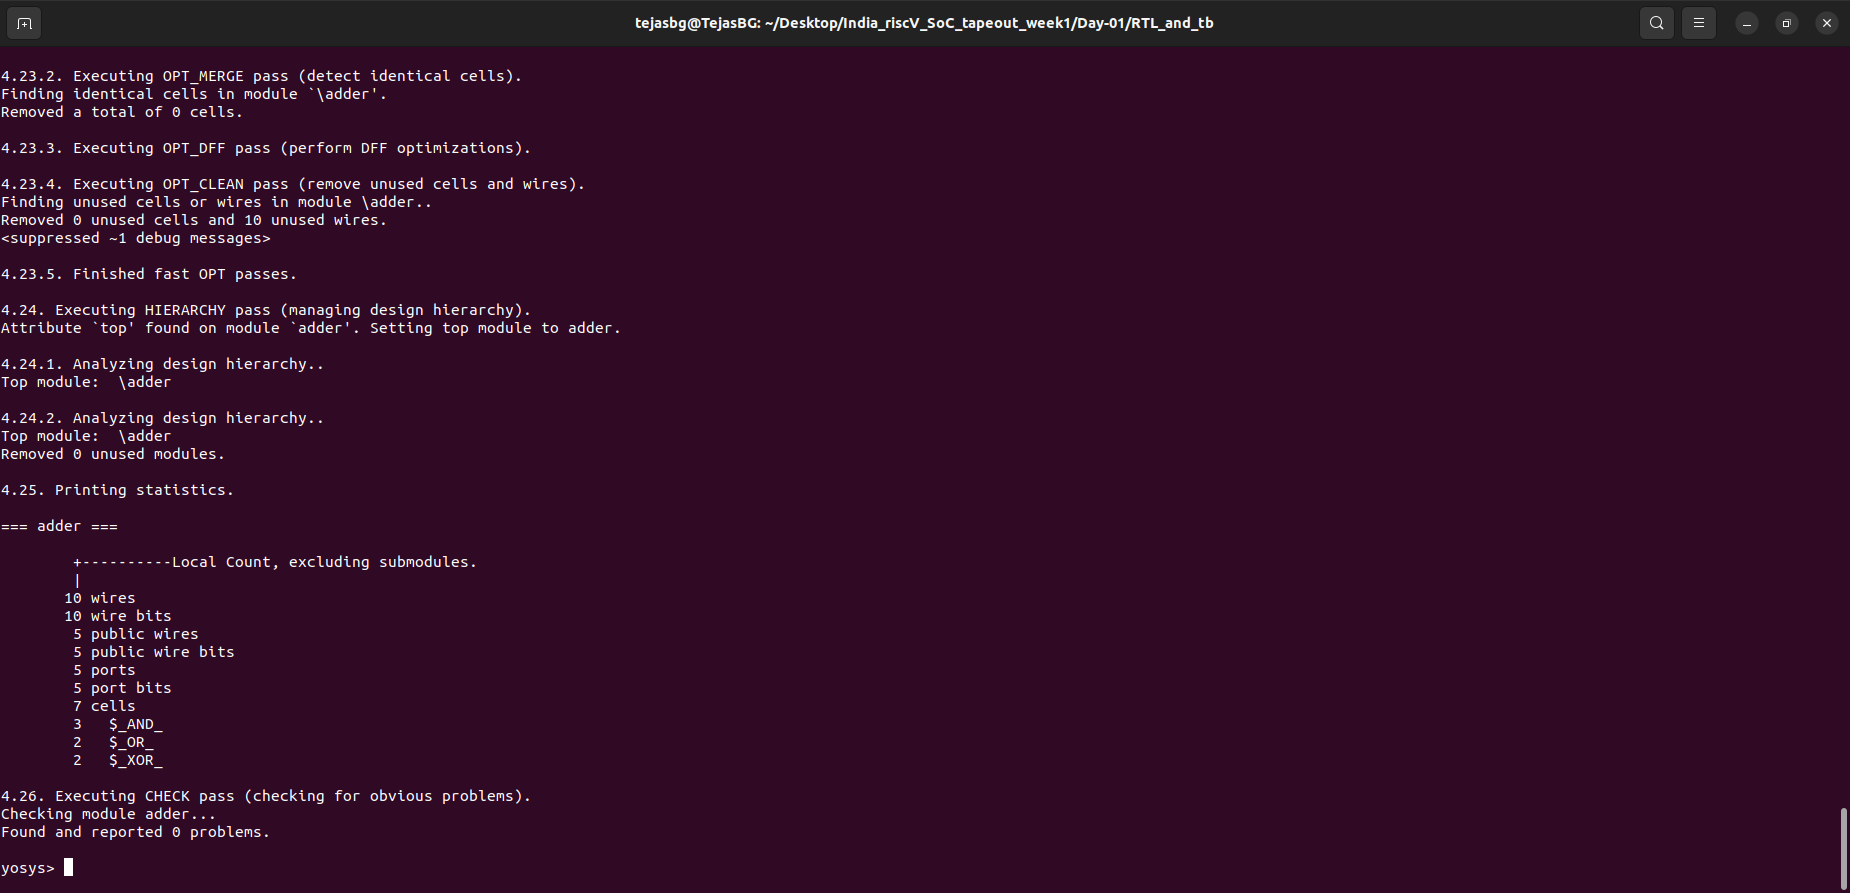 tejasbg@TejasBG: ~/Desktop/India_riscV_SoC_tapeout_week1/Day-01/RTL_and_tb
4.23.2. Executing OPT_MERGE pass (detect identical cells).
Finding identical cells in module `\adder'.
Removed a total of 0 cells.
4.23.3. Executing OPT_DFF pass (perform DFF optimizations).
4.23.4. Executing OPT_CLEAN pass (remove unused cells and wires).
Finding unused cells or wires in module \adder..
Removed 0 unused cells and 10 unused wires.
<suppressed ~1 debug messages>
4.23.5. Finished fast OPT passes.
4.24. Executing HIERARCHY pass (managing design hierarchy).
Attribute `top' found on module `adder'. Setting top module to adder.
4.24.1. Analyzing design hierarchy..
Top module:  \adder
4.24.2. Analyzing design hierarchy..
Top module:  \adder
Removed 0 unused modules.
4.25. Printing statistics.
=== adder ===
+----------Local Count, excluding submodules.
|
10 wires
10 wire bits
5 public wires
5 public wire bits
5 ports
5 port bits
7 cells
3   $_AND_
2   $_OR_
2   $_XOR_
4.26. Executing CHECK pass (checking for obvious problems).
Checking module adder...
Found and reported 0 problems.
yosys>